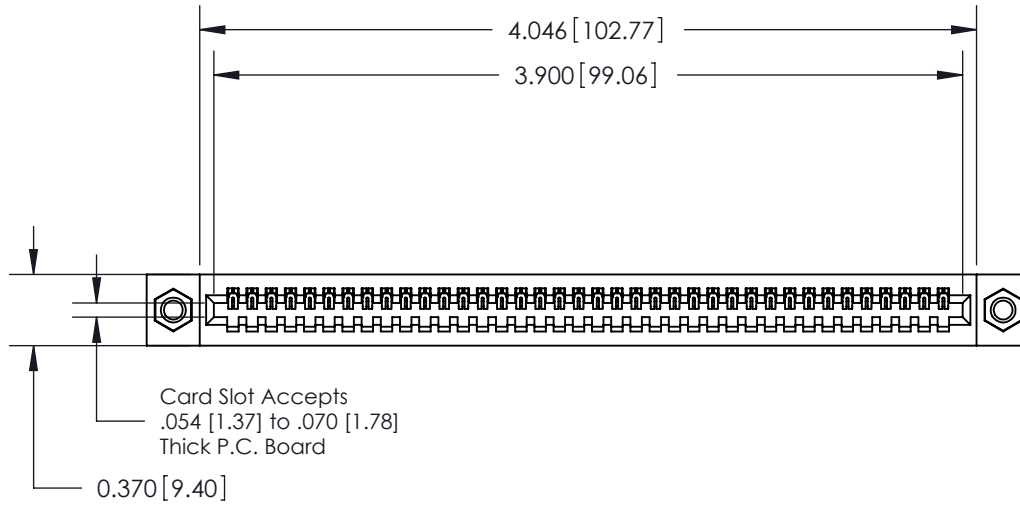 4.046 [102.77]
3.900 [99.06]
Card Slot Accepts
.054 [1.37] to .070 [1.78]
Thick P.C. Board
0.370 [9.40]